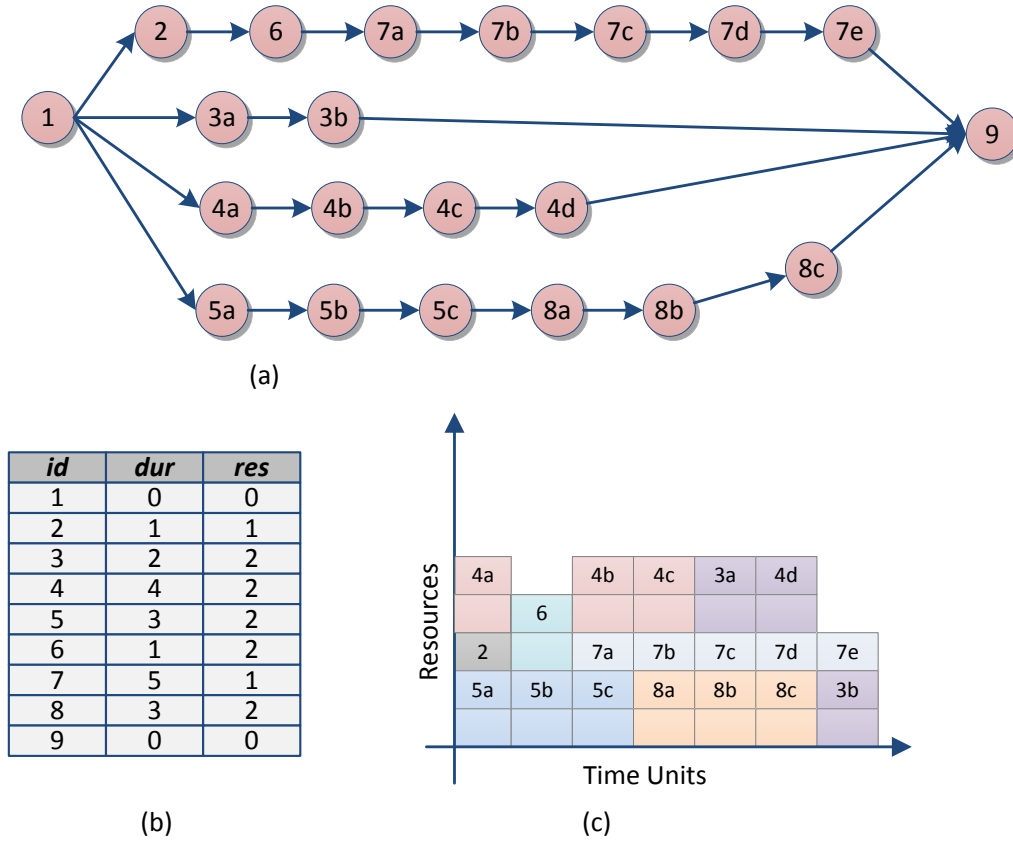 2 6 7a 7b 7c 7d 7e
1 3a 3b 9
4a 4b 4c 4d
8c
5a 5b 5c 8a 8b
(a)
id dur res
1 0 0
2 1 1
3 2 2
4 4 2
5 3 2
6 1 2
7 5 1
8 3 2
9 0 0
(b)
Resources
4a 4b 4c 3a 4d
6
2 7a 7b 7c 7d 7e
5a 5b 5c 8a 8b 8c 3b
Time Units
(c)